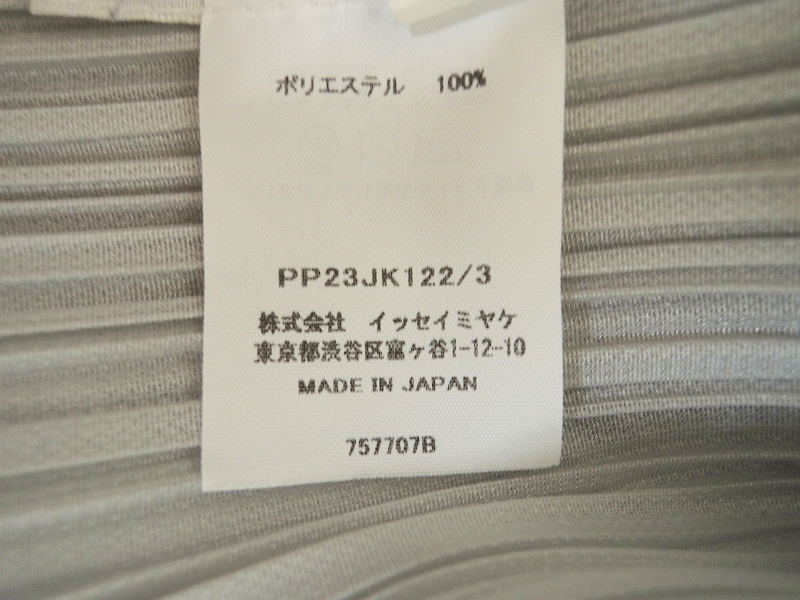 ポリエステル 100%
PP23JK122/3
株式会社 イッセイミヤケ
東京都渋谷区富ヶ谷1-12-10
MADE IN JAPAN
757707B